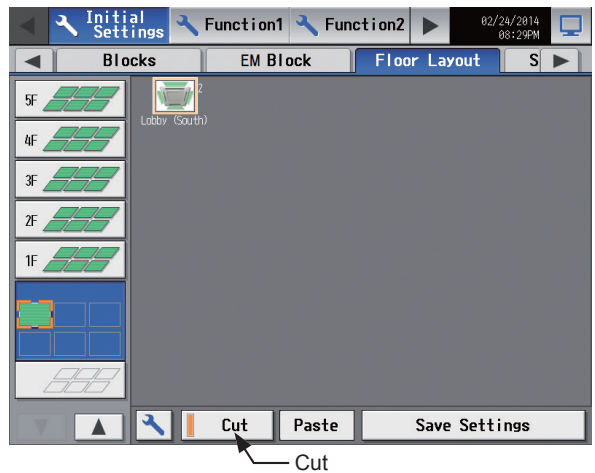 Initial
Settings
Function1
Function2
02/24/2014
08:29PM
Blocks
EM Block
Floor Layout
S
5F
2
Lobby (South)
4F
3F
2F
1F
Cut
Paste
Save Settings
Cut